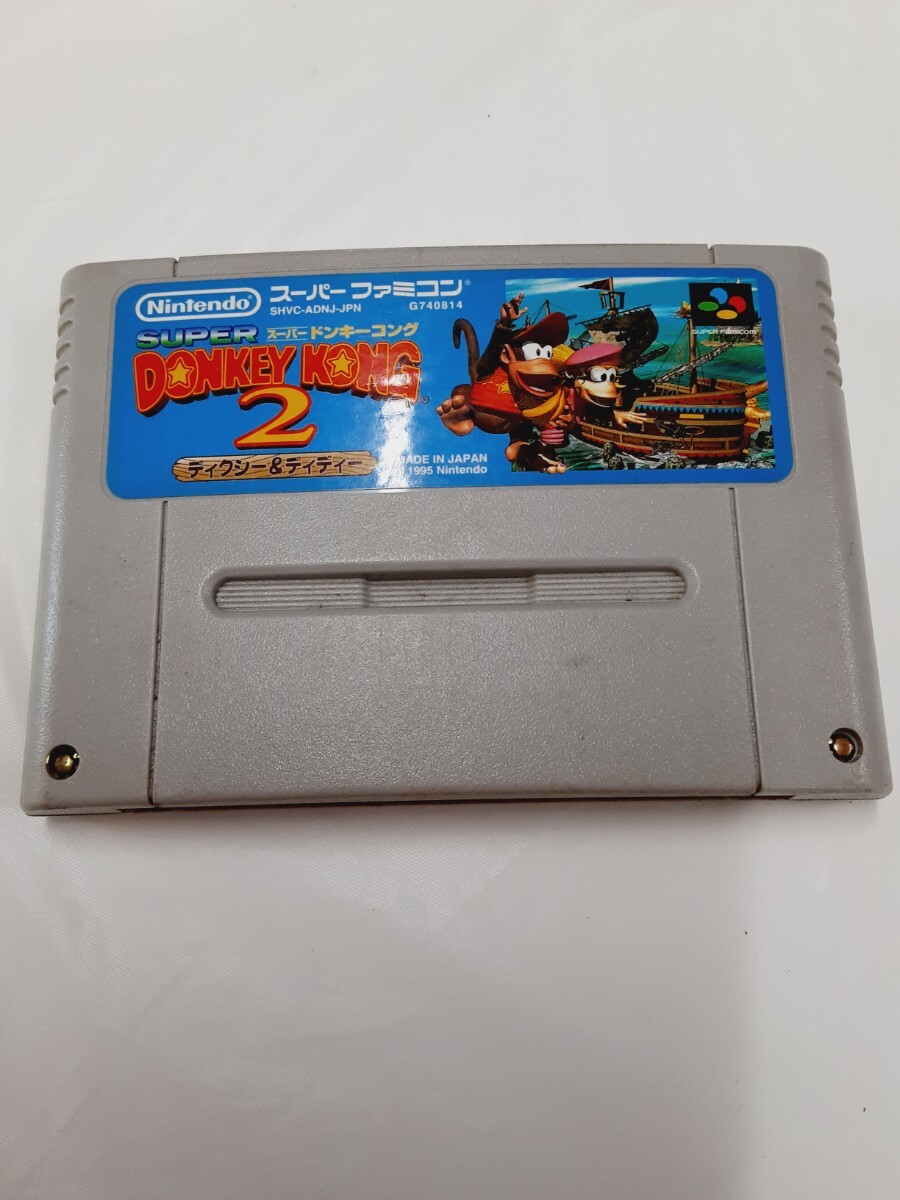 Nintendo
スーパーファミコン
SHVC-ADNJ-JPN G740814
SUPER スーパードンキーコング
DONKEY KONG
2
ディクシー&ディディー
MADE IN JAPAN
1995 Nintendo
SUPER FAMICOM